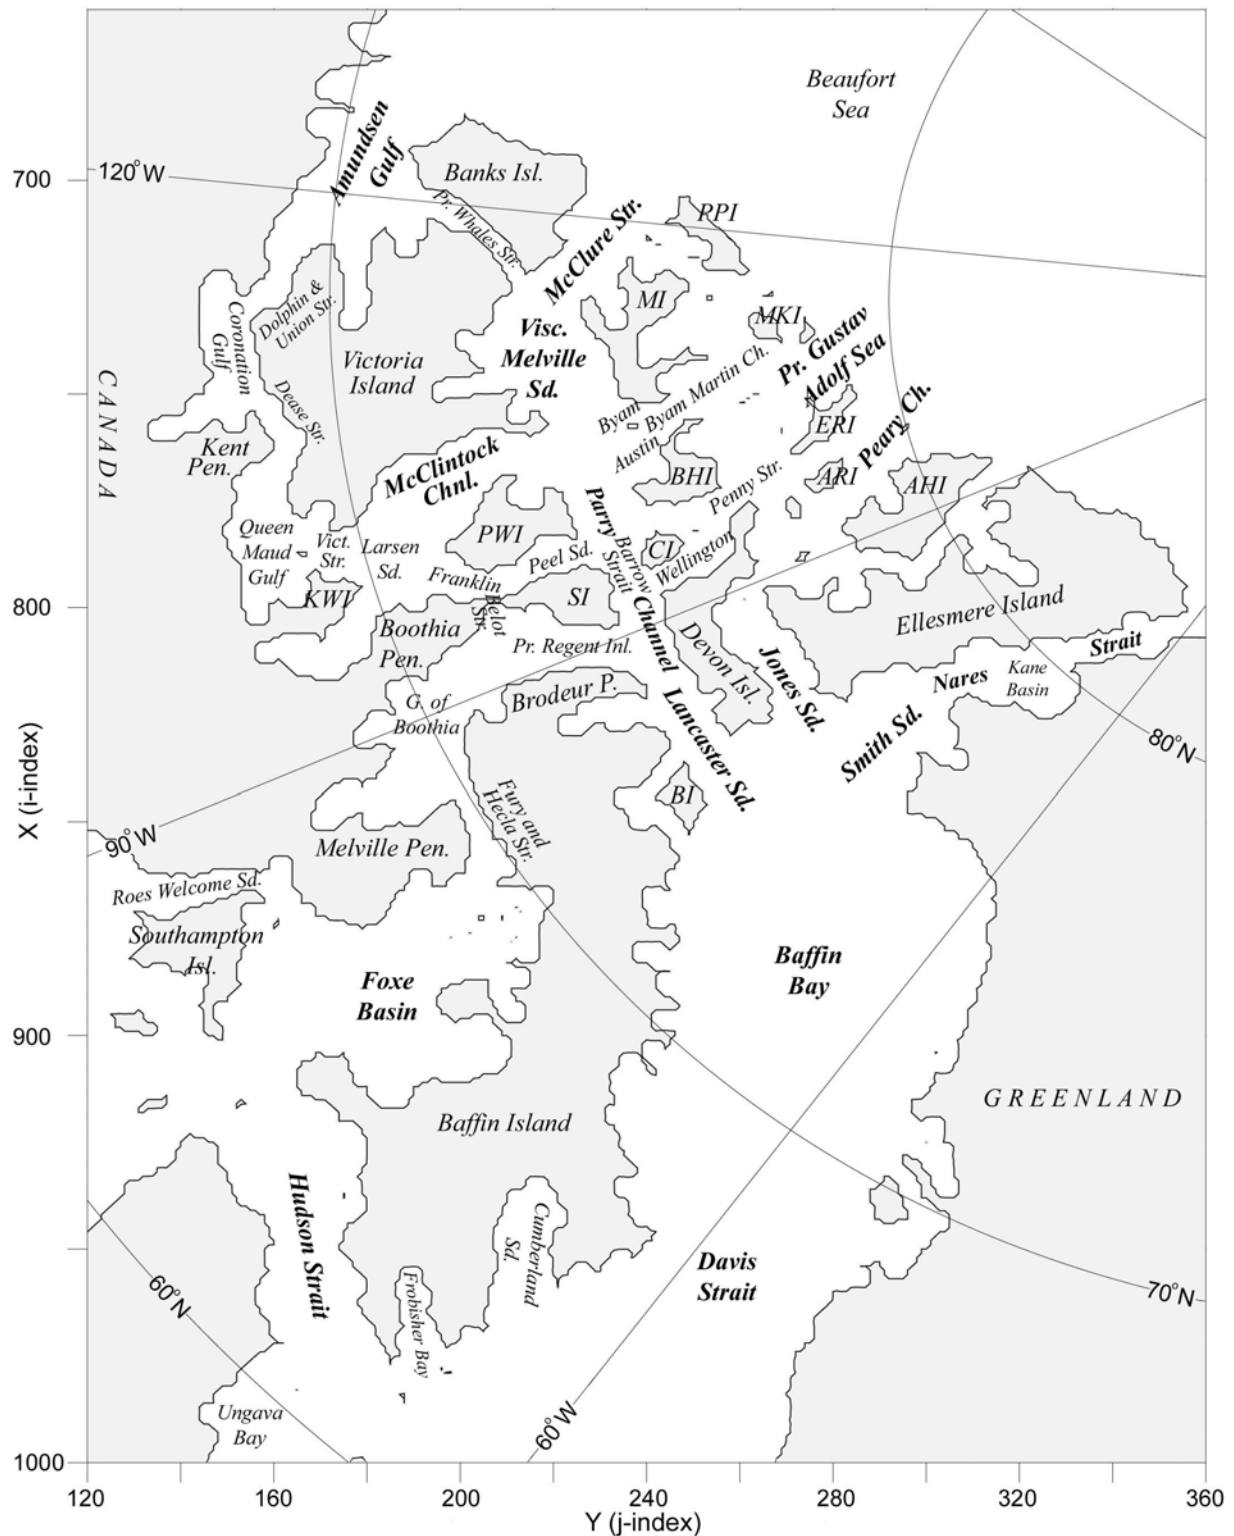 Beaufort
Sea
Amundsen
Gulf
700
120°W
Banks Isl.
Pr. Whales Str.
McClure Str.
PPI
MI
MKI
Dolphin &
Union Str.
Coronation
Gulf
Visc.
Melville
Sd.
Pr. Gustav
Adolf Sea
Victoria
Island
Byam Martin Ch.
CANADA
Dease Str.
Byant
Austin
ERI
Peary Ch.
Kent
Pen.
McClintock
Chnl.
BHI
Penny Str.
ARI
AHI
Queen
Maud
Gulf
Vict.
Str.
Larsen
Sd.
PWI
Parry
Channel
Barrow
Strait
CI
Wellington
Peel Sd.
Franklin
KWI
800
Belot
Str.
SI
Ellesmere Island
Boothia
Pen.
Pr. Regent Inl.
Devon Isl.
Jones Sd.
Strait
Nares
Kane
Basin
G. of
Boothia
Brodeur P.
Lancaster Sd.
Smith Sd.
80°N
X (i-index)
BI
Fury and
Hecla Str.
90°W
Melville Pen.
Roes Welcome Sd.
Southampton
Isl.
Foxe
Basin
Baffin
Bay
900
GREENLAND
Baffin Island
Hudson Strait
Cumberland
Sd.
Davis
Strait
60°N
70°N
Frobisher Bay
Ungava
Bay
60°W
1000
120
160
200
240
280
320
360
Y (j-index)